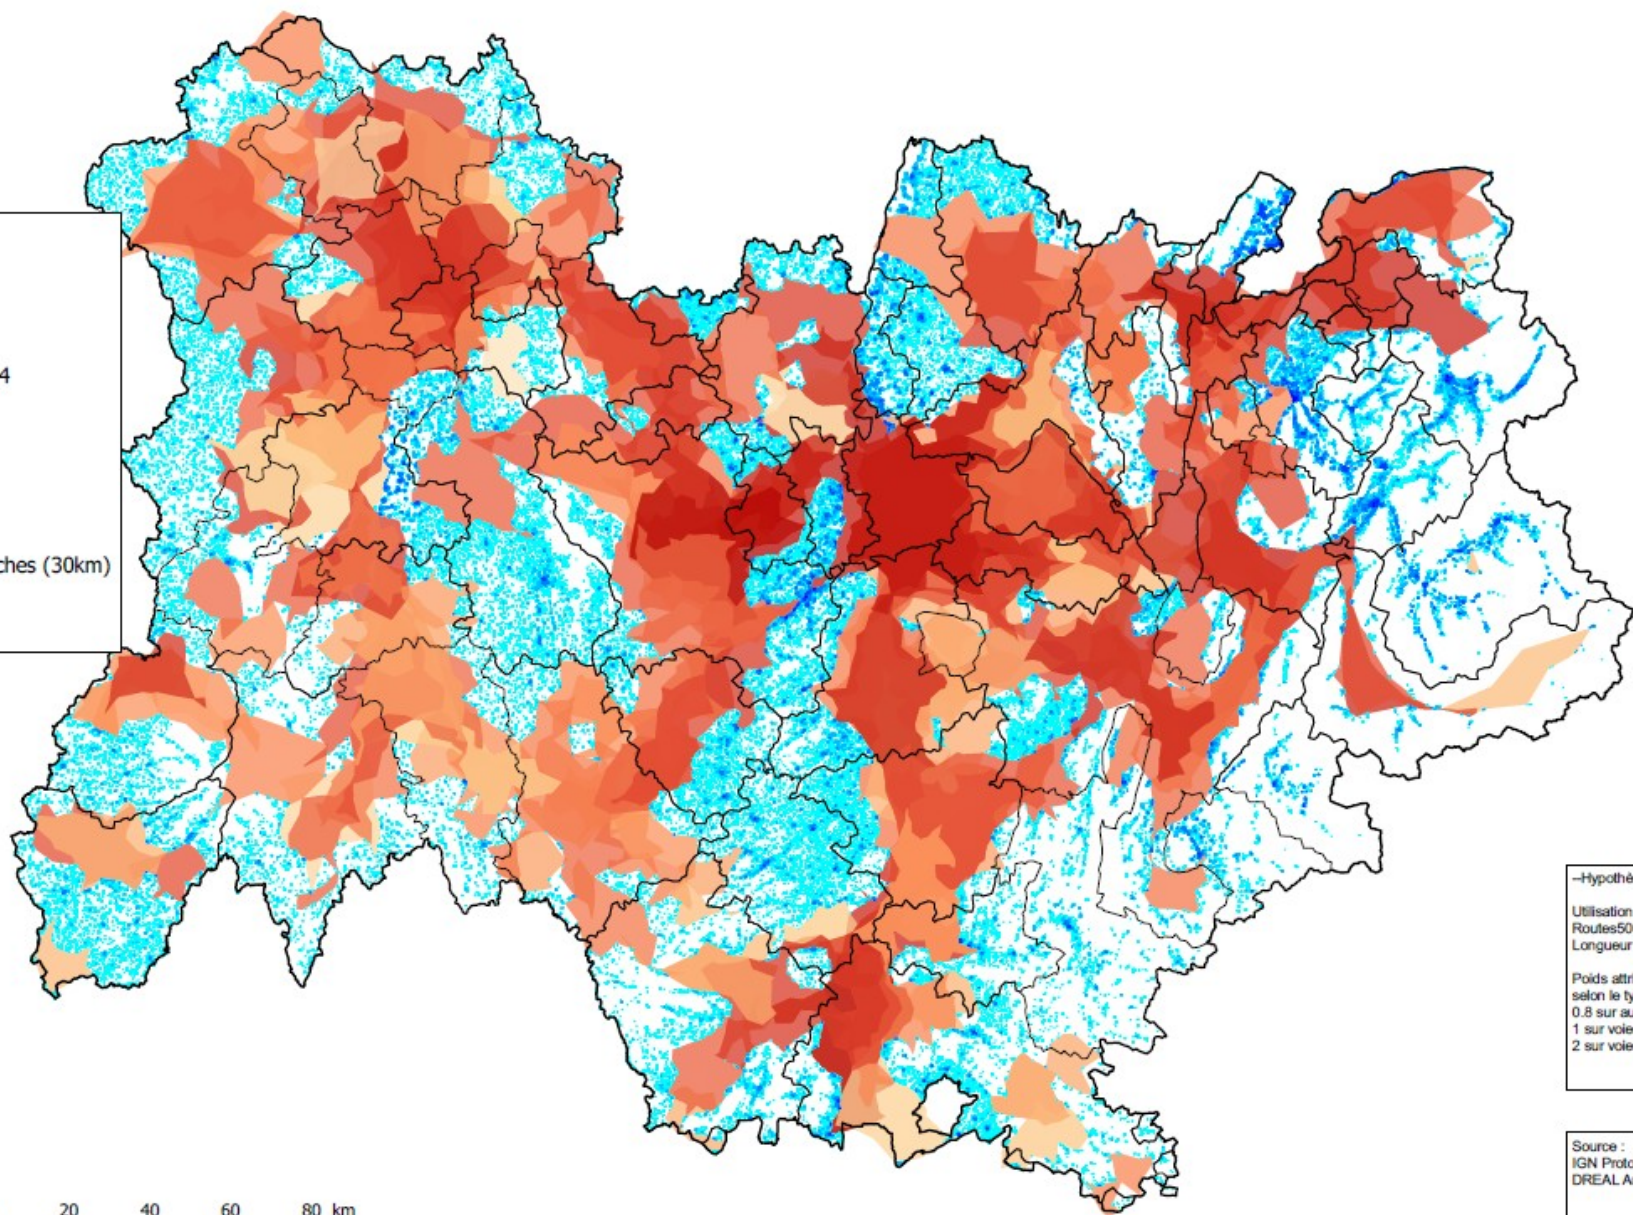 4
ches (30km)
20 40 60 80 km
--Hypothè
Utilisation
Routes50
Longueur
Poids attri
selon le ty
0.8 sur au
1 sur voie
2 sur voie
Source :
IGN Proto
DREAL A